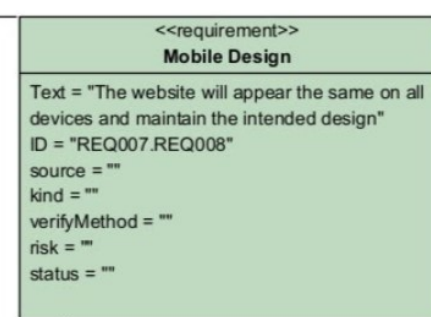 <<requirement>>
Mobile Design
Text = "The website will appear the same on all
devices and maintain the intended design"
ID = "REQ007.REQ008"
source = ""
kind = ""
verifyMethod = ""
risk = ""
status = ""